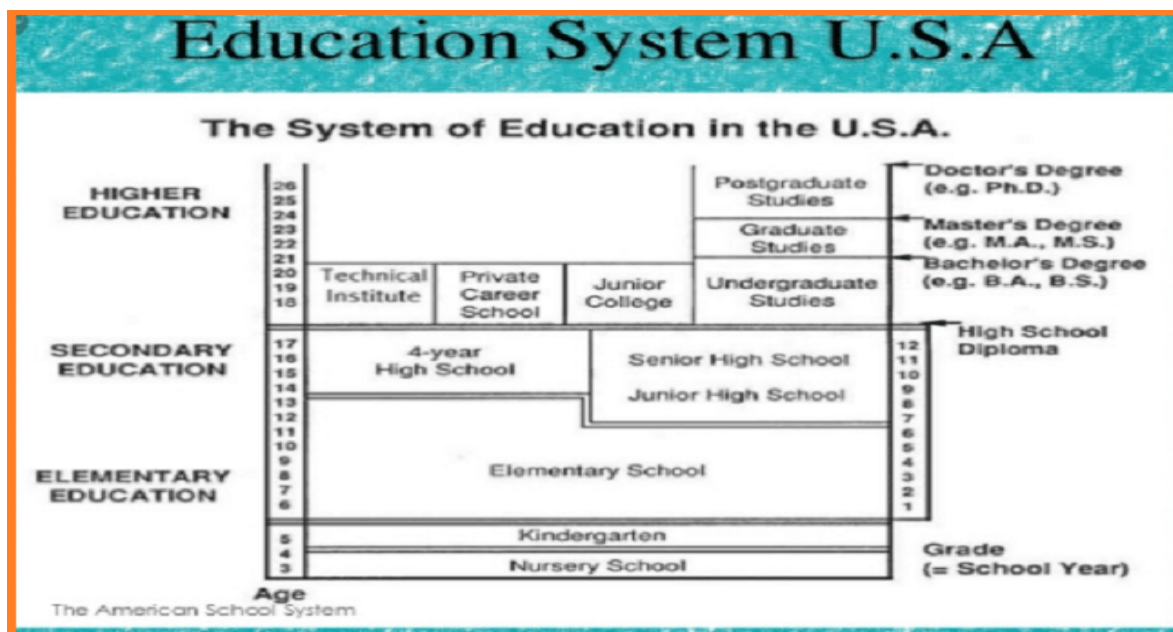 Education System U.S.A
The System of Education in the U.S.A.
HIGHER
EDUCATION
26
25
24
23
22
21
20
19
18
Postgraduate
Studies
Graduate
Studies
Technical
Institute
Private
Career
School
Junior
College
Undergraduate
Studies
Doctor's Degree
(e.g. Ph.D.)
Master's Degree
(e.g. M.A., M.S.)
Bachelor's Degree
(e.g. B.A., B.S.)
High School
Diploma
SECONDARY
EDUCATION
17
16
15
14
13
12
11
10
9
8
7
6
4-year
High School
Senior High School
Junior High School
12
11
10
9
8
7
6
5
4
3
2
1
ELEMENTARY
EDUCATION
Elementary School
5
4
3
Kindergarten
Nursery School
Grade
(= School Year)
Age
The American School System